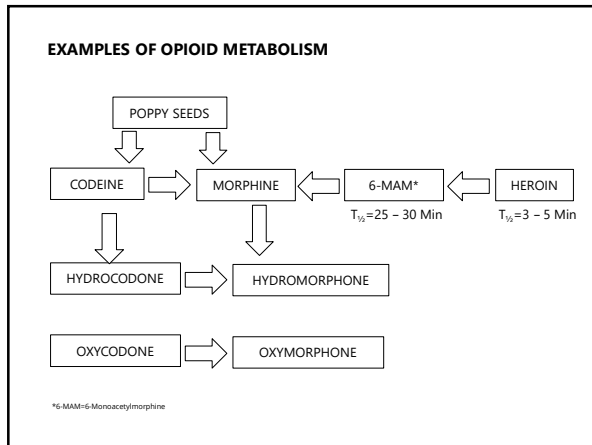 EXAMPLES OF OPIOID METABOLISM
POPPY SEEDS
CODEINE
MORPHINE
6-MAM*
HEROIN
T½=25 – 30 Min
T½=3 – 5 Min
HYDROCODONE
HYDROMORPHONE
OXYCODONE
OXYMORPHONE
*6-MAM=6-Monoacetylmorphine